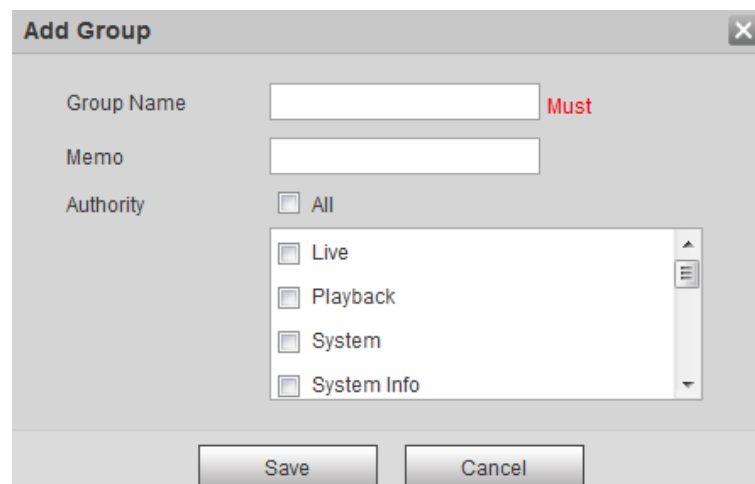 Add Group
Group Name Must
Memo
Authority All
Live
Playback
System
System Info
Save Cancel